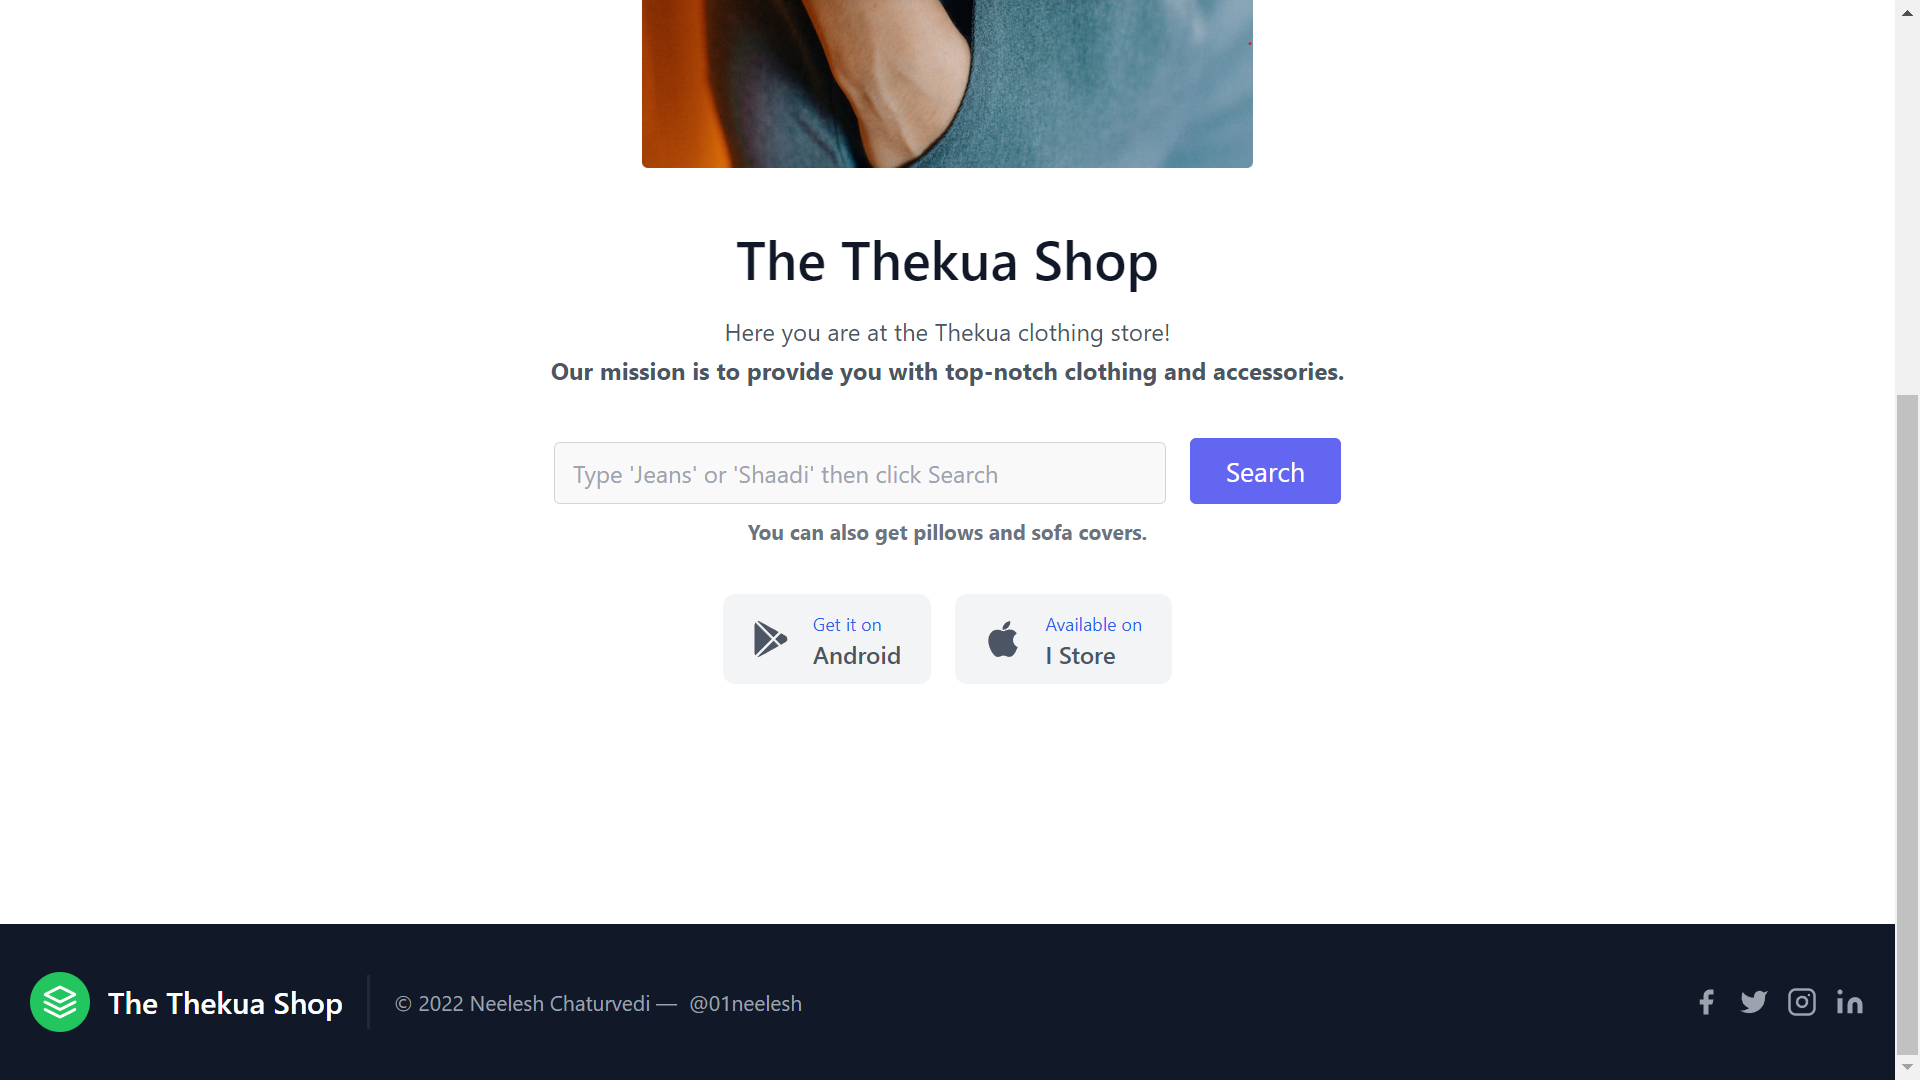 The Thekua Shop
Here you are at the Thekua clothing store!
Our mission is to provide you with top-notch clothing and accessories.
Type 'Jeans' or 'Shaadi' then click Search
Search
You can also get pillows and sofa covers.
Get it on
Android
Available on
I Store
The Thekua Shop
© 2022 Neelesh Chaturvedi — @01neelesh